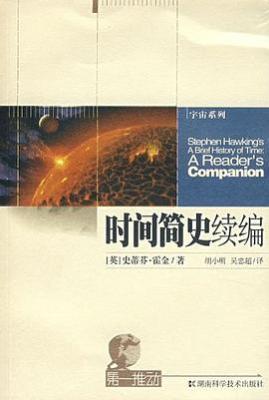 宇宙系列
Stephen Hawking's
A Brief History of Time:
A Reader's
Companion
时间简史续编
[英]史蒂芬·霍金/著
胡小明 吴忠超/译
第一推动
湖南科学技术出版社